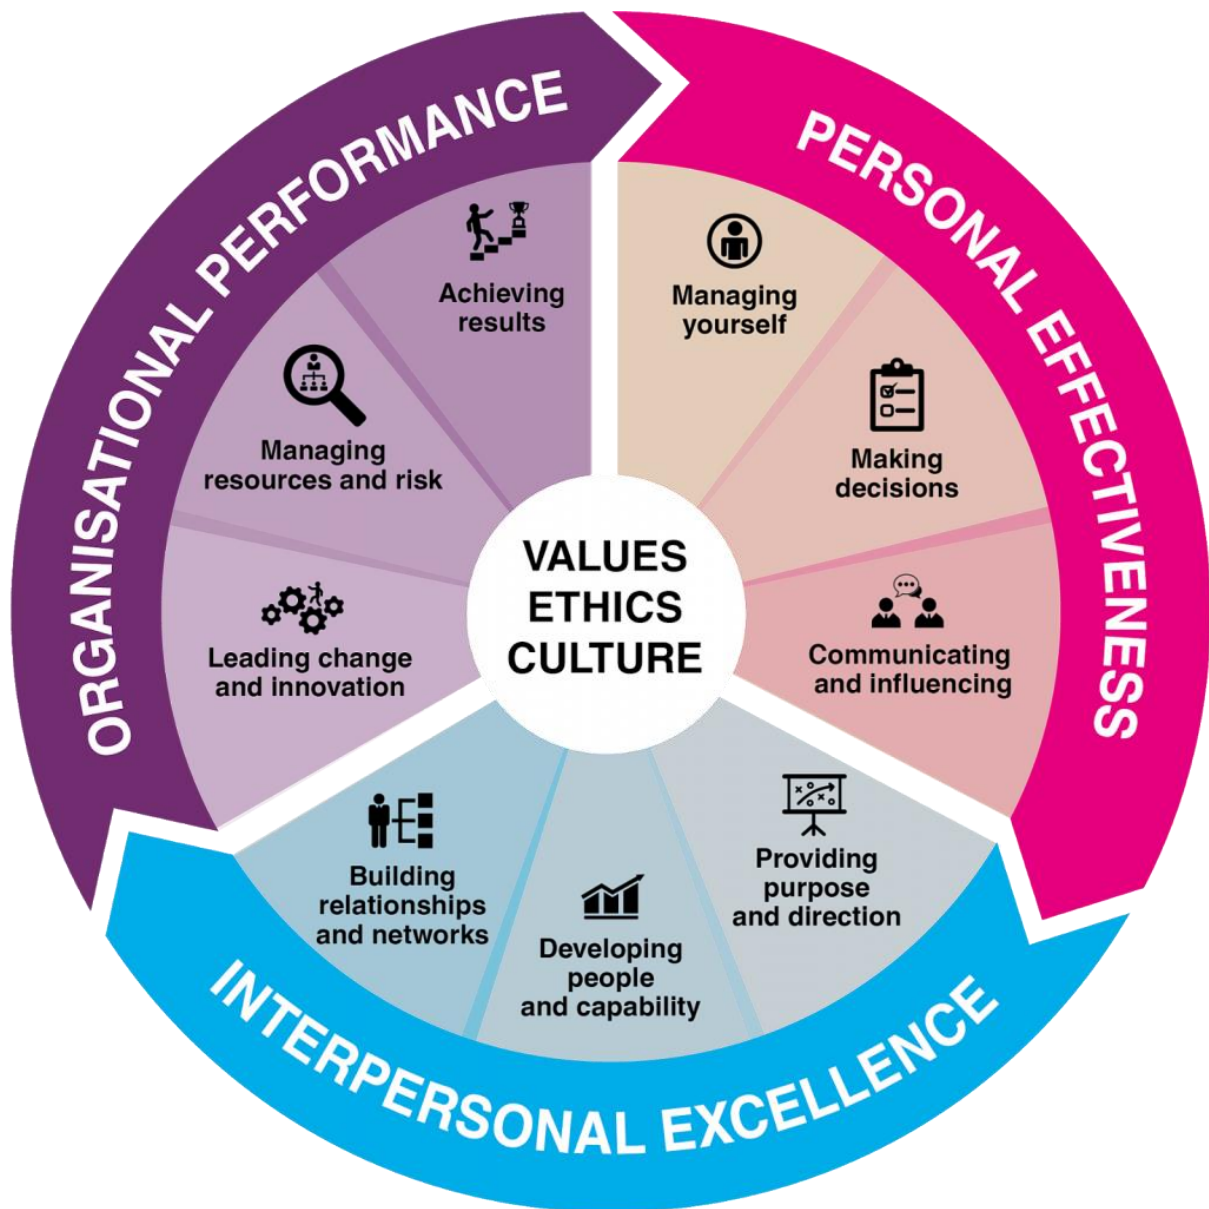 ORGANISATIONAL PERFORMANCE
PERSONAL EFFECTIVENESS
INTERPERSONAL EXCELLENCE
Managing
yourself
Making
decisions
Communicating
and influencing
Providing
purpose
and direction
Developing
people
and capability
Building
relationships
and networks
Leading change
and innovation
Managing
resources and risk
Achieving
results
VALUES
ETHICS
CULTURE